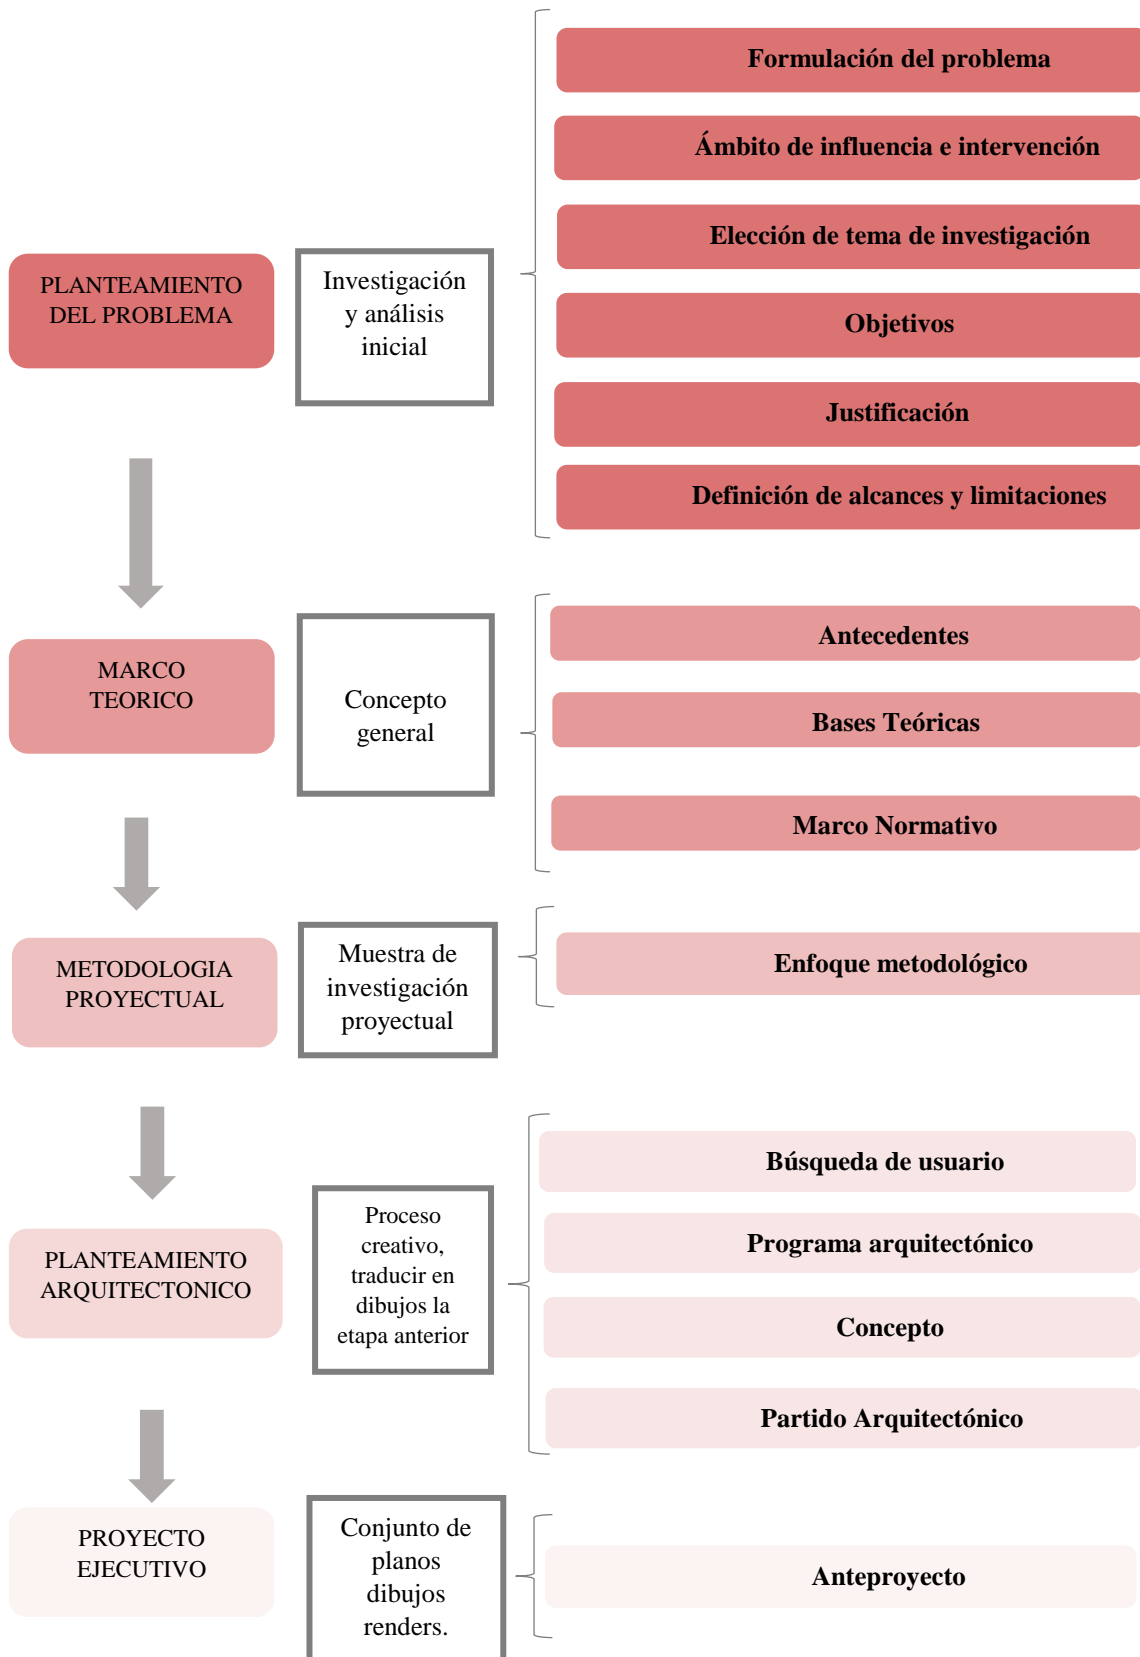 Formulación del problema
Ámbito de influencia e intervención
Elección de tema de investigación
PLANTEAMIENTO
DEL PROBLEMA
Investigación
y análisis
inicial
Objetivos
Justificación
Definición de alcances y limitaciones
MARCO
TEORICO
Concepto
general
Antecedentes
Bases Teóricas
Marco Normativo
METODOLOGIA
PROYECTUAL
Muestra de
investigación
proyectual
Enfoque metodológico
PLANTEAMIENTO
ARQUITECTONICO
Proceso
creativo,
traducir en
dibujos la
etapa anterior
Búsqueda de usuario
Programa arquitectónico
Concepto
Partido Arquitectónico
PROYECTO
EJECUTIVO
Conjunto de
planos
dibujos
renders.
Anteproyecto